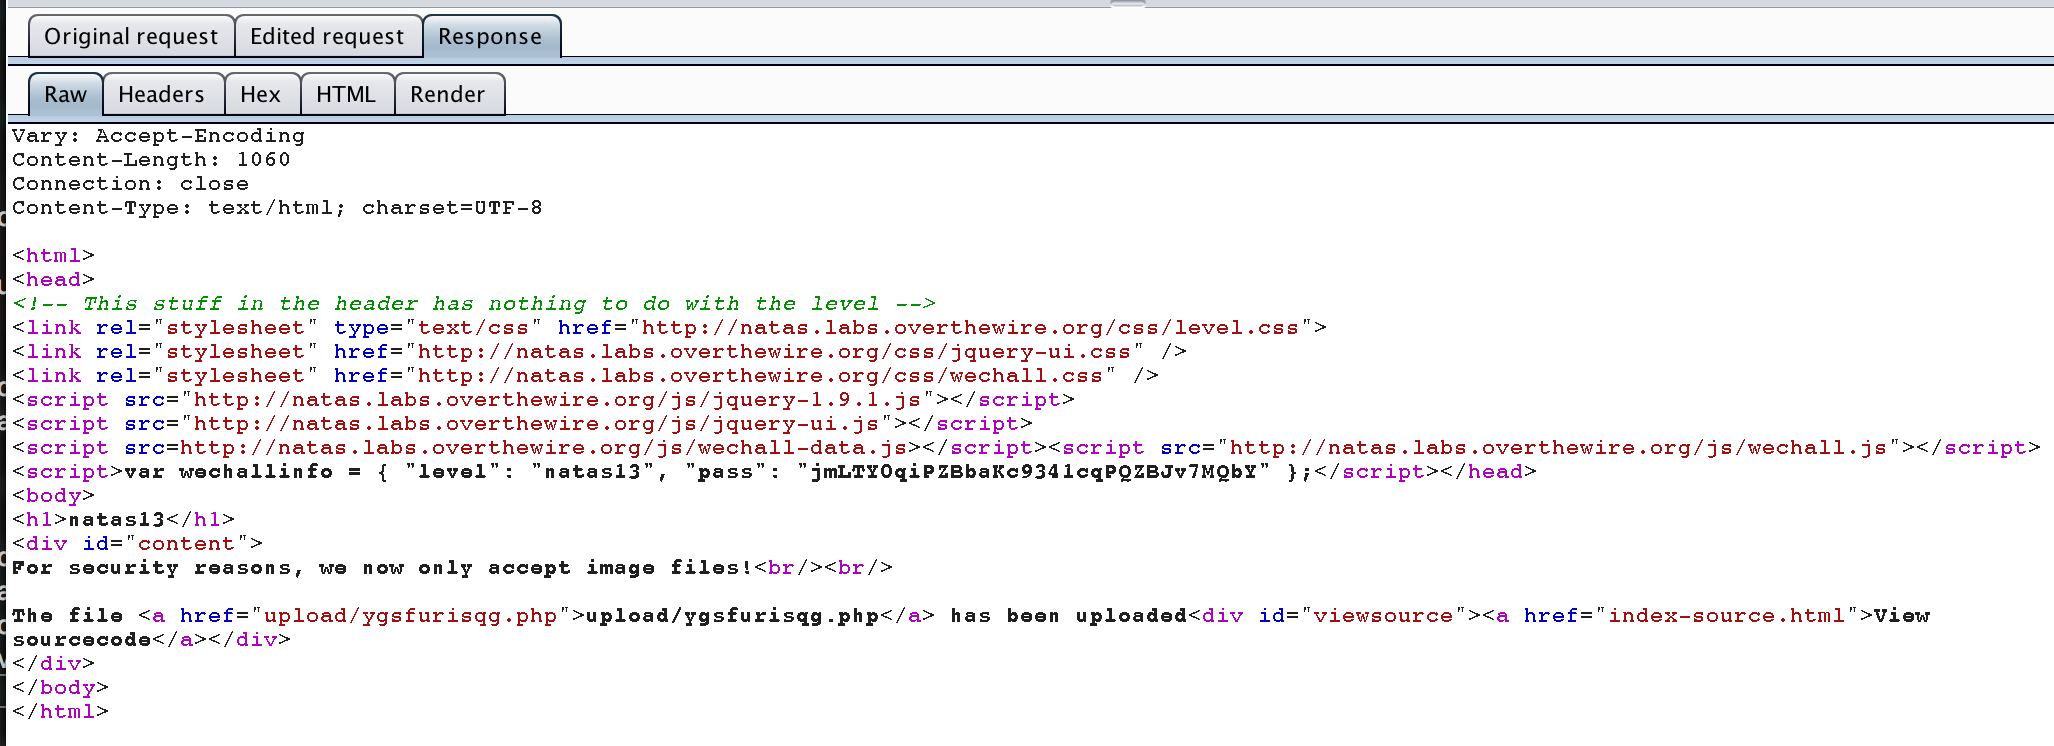 Original request Edited request Response
Raw Headers Hex HTML Render
Vary: Accept-Encoding
Content-Length: 1060
Connection: close
Content-Type: text/html; charset=UTF-8
<html>
<head>
<!-- This stuff in the header has nothing to do with the level -->
<link rel="stylesheet" type="text/css" href="http://natas.labs.overthewire.org/css/level.css">
<link rel="stylesheet" href="http://natas.labs.overthewire.org/css/jquery-ui.css" />
<link rel="stylesheet" href="http://natas.labs.overthewire.org/css/wechall.css" />
<script src="http://natas.labs.overthewire.org/js/jquery-1.9.1.js"></script>
<script src="http://natas.labs.overthewire.org/js/jquery-ui.js"></script>
<script src=http://natas.labs.overthewire.org/js/wechall-data.js></script><script src="http://natas.labs.overthewire.org/js/wechall.js"></script>
<script>var wechallinfo = { "level": "natas13", "pass": "jmLTY0qiPZBbaKc9341cqPQZBJv7MQbY" };</script></head>
<body>
<h1>natas13</h1>
<div id="content">
For security reasons, we now only accept image files!<br/><br/>
The file <a href="upload/ygsfurisqg.php">upload/ygsfurisqg.php</a> has been uploaded<div id="viewsource"><a href="index-source.html">View
sourcecode</a></div>
</div>
</body>
</html>